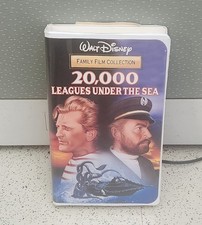 WALT DISNEY
FAMILY FILM COLLECTION
20,000
LEAGUES UNDER THE SEA